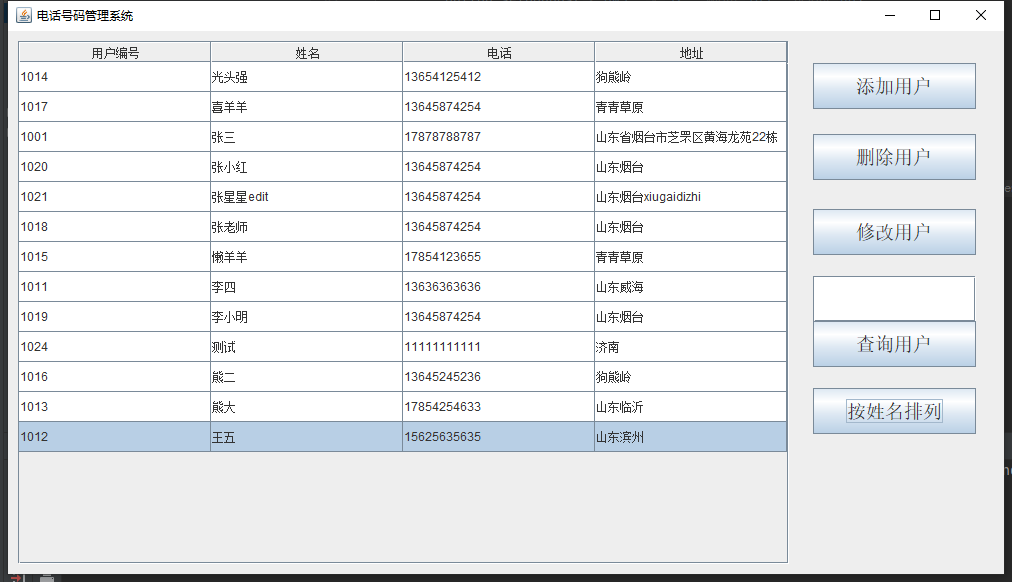 电话号码管理系统
用户编号 姓名 电话 地址
1014 光头强 13654125412 狗熊岭
1017 喜羊羊 13645874254 青青草原
1001 张三 17878788787 山东省烟台市芝罘区黄海龙苑22栋
1020 张小红 13645874254 山东烟台
1021 张星星edit 13645874254 山东烟台xiugaidizhi
1018 张老师 13645874254 山东烟台
1015 懒羊羊 17854123655 青青草原
1011 李四 13636363636 山东威海
1019 李小明 13645874254 山东烟台
1024 测试 11111111111 济南
1016 熊二 13645245236 狗熊岭
1013 熊大 17854254633 山东临沂
1012 王五 15625635635 山东滨州
添加用户
删除用户
修改用户
查询用户
按姓名排列